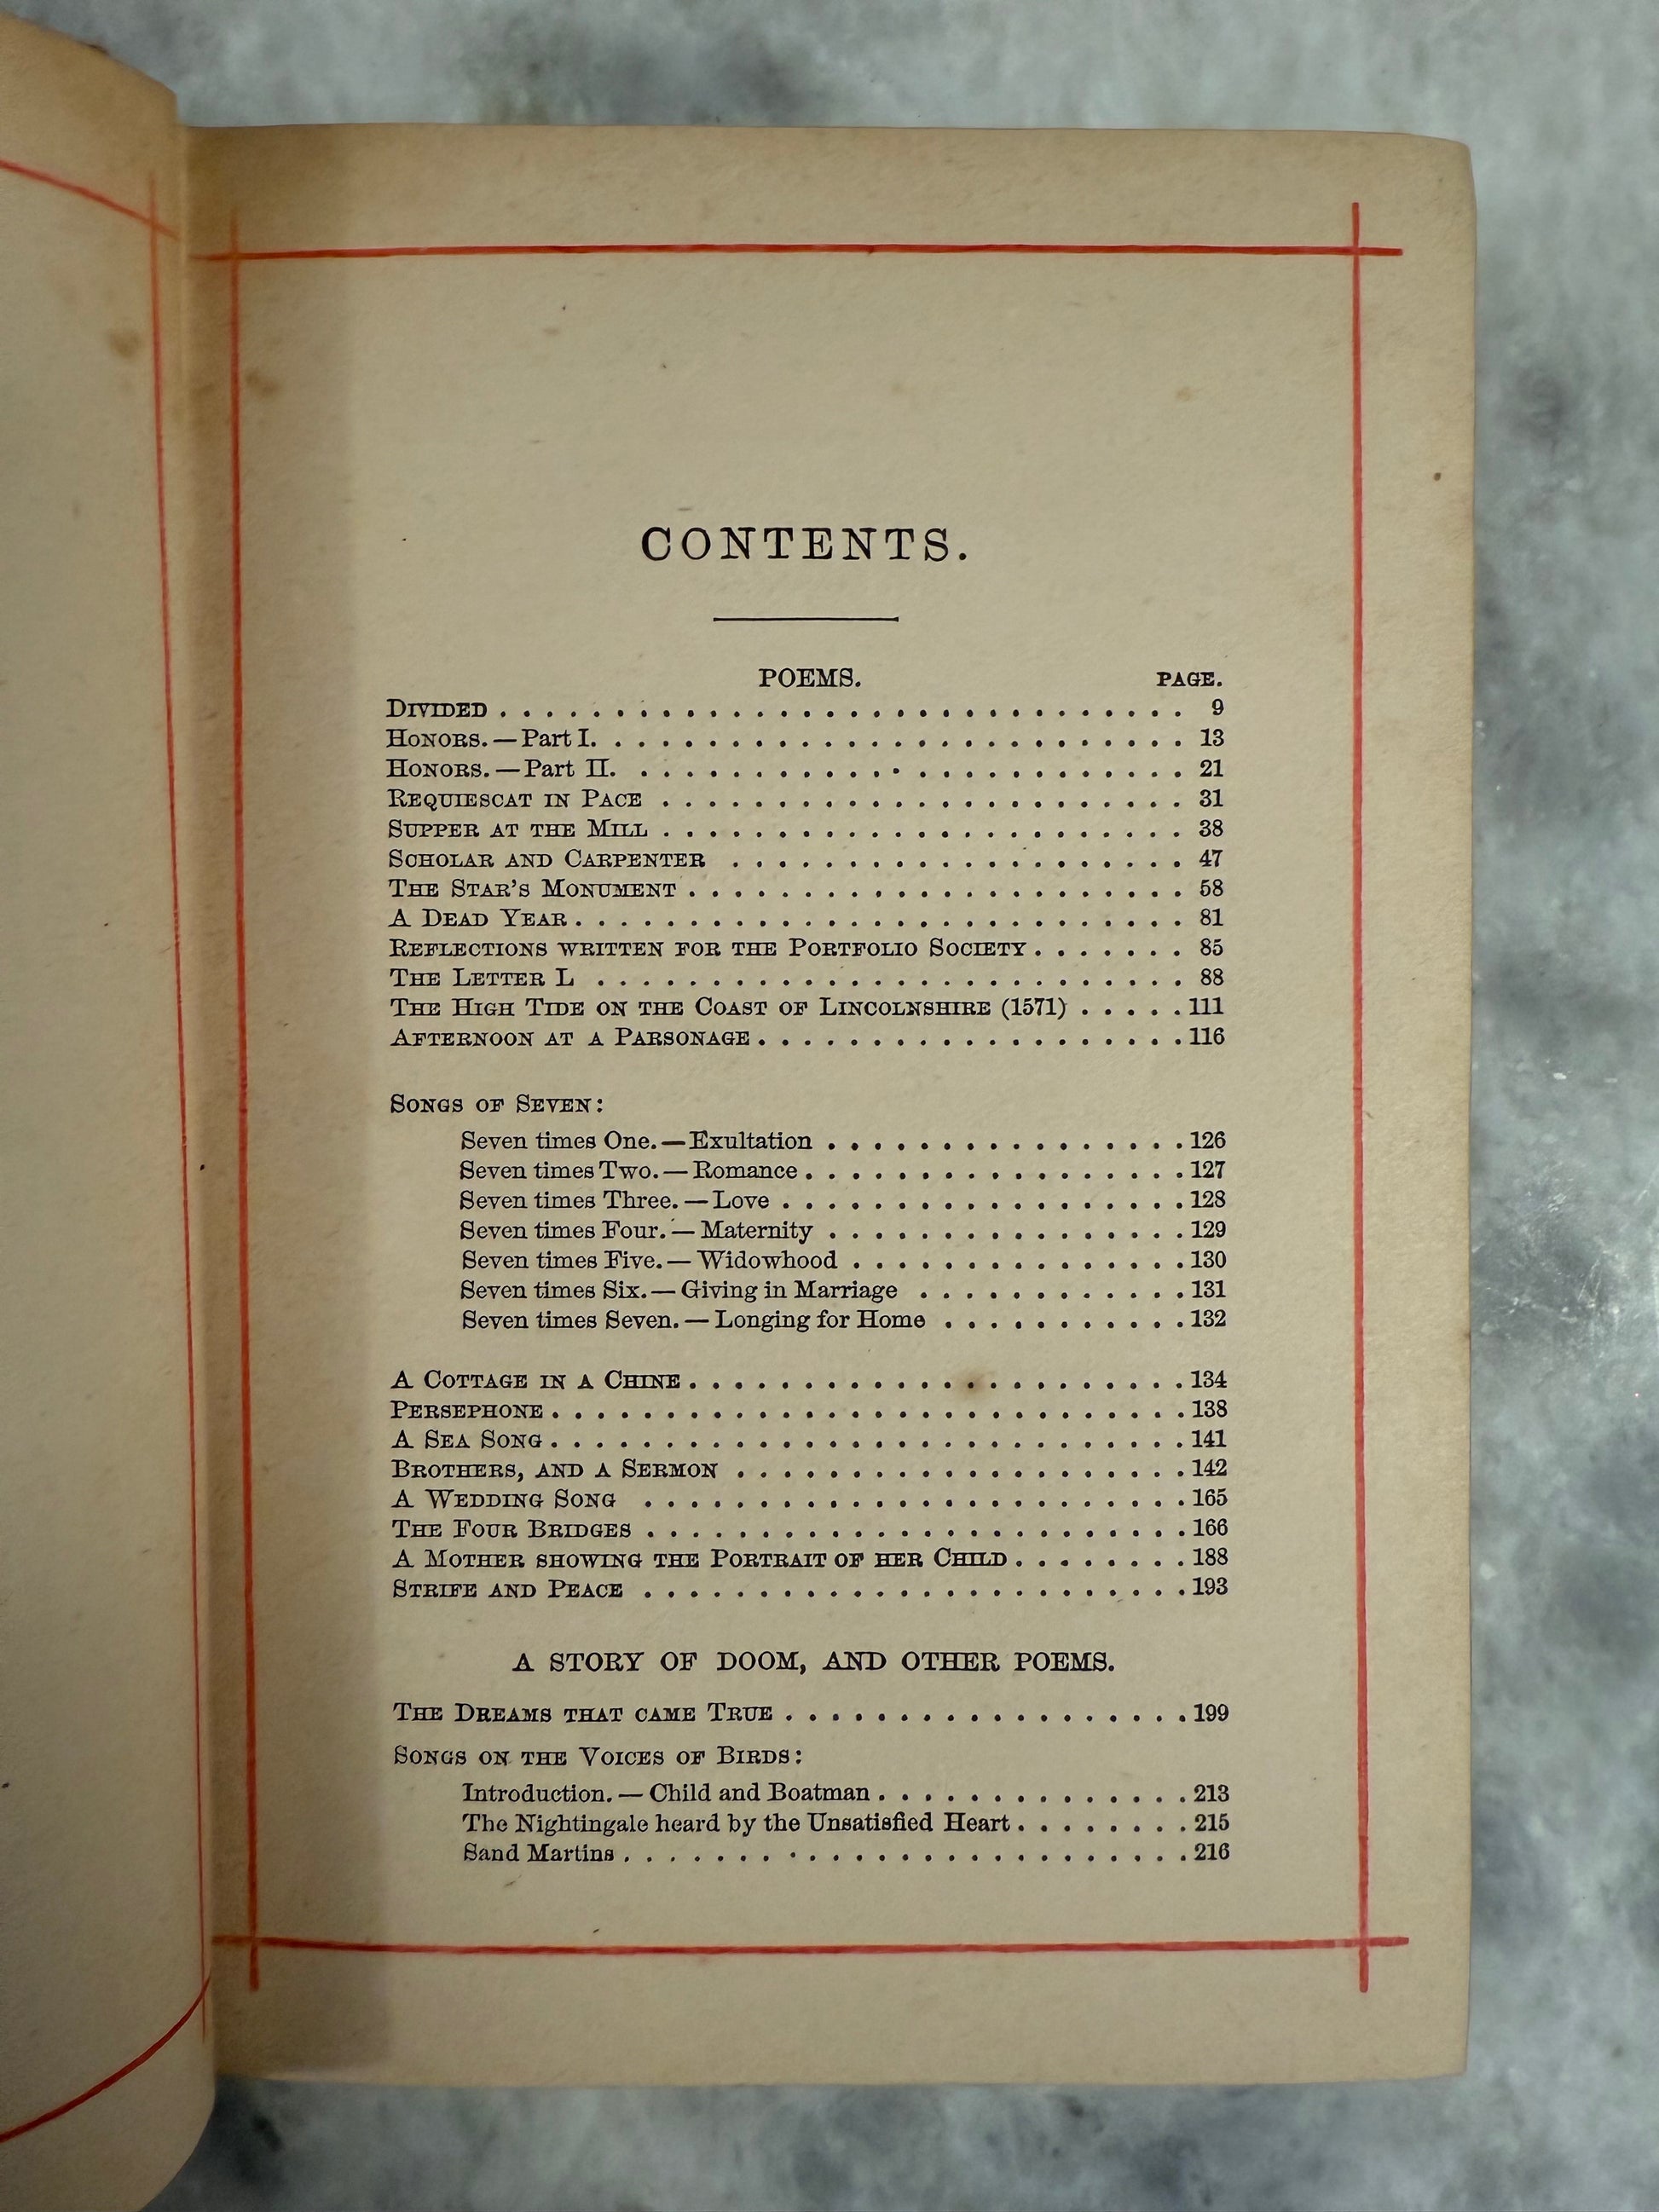 CONTENTS.
POEMS. PAGE.
DIVIDED . . . . . . . . . . . . . . . . . . . . . . . . . . . . . . 9
HONORS.—Part I. . . . . . . . . . . . . . . . . . . . . . . . . . 13
HONORS.—Part II. . . . . . . . . . . . . . . . . . . . . . . . . 21
REQUIESCAT IN PACE . . . . . . . . . . . . . . . . . . . . . . . 31
SUPPER AT THE MILL . . . . . . . . . . . . . . . . . . . . . . . 38
SCHOLAR AND CARPENTER . . . . . . . . . . . . . . . . . . . . 47
THE STAR'S MONUMENT . . . . . . . . . . . . . . . . . . . . . . 58
A DEAD YEAR . . . . . . . . . . . . . . . . . . . . . . . . . . . 81
REFLECTIONS WRITTEN FOR THE PORTFOLIO SOCIETY . . . . . . . 85
THE LETTER L . . . . . . . . . . . . . . . . . . . . . . . . . . 88
THE HIGH TIDE ON THE COAST OF LINCOLNSHIRE (1571) . . . . . 111
AFTERNOON AT A PARSONAGE . . . . . . . . . . . . . . . . . . . 116
SONGS OF SEVEN:
Seven times One.—Exultation . . . . . . . . . . . . . . . . 126
Seven times Two.—Romance . . . . . . . . . . . . . . . . . 127
Seven times Three.—Love . . . . . . . . . . . . . . . . . . 128
Seven times Four.—Maternity . . . . . . . . . . . . . . . . 129
Seven times Five.—Widowhood . . . . . . . . . . . . . . . 130
Seven times Six.—Giving in Marriage . . . . . . . . . . . . 131
Seven times Seven.—Longing for Home . . . . . . . . . . . 132
A COTTAGE IN A CHINE . . . . . . . . . . . . . . . . . . . . . . 134
PERSEPHONE . . . . . . . . . . . . . . . . . . . . . . . . . . . . 138
A SEA SONG . . . . . . . . . . . . . . . . . . . . . . . . . . . . 141
BROTHERS, AND A SERMON . . . . . . . . . . . . . . . . . . . . 142
A WEDDING SONG . . . . . . . . . . . . . . . . . . . . . . . . 165
THE FOUR BRIDGES . . . . . . . . . . . . . . . . . . . . . . . . 166
A MOTHER SHOWING THE PORTRAIT OF HER CHILD . . . . . . . . 188
STRIFE AND PEACE . . . . . . . . . . . . . . . . . . . . . . . . 193
A STORY OF DOOM, AND OTHER POEMS.
THE DREAMS THAT CAME TRUE . . . . . . . . . . . . . . . . . . 199
SONGS ON THE VOICES OF BIRDS:
Introduction.—Child and Boatman . . . . . . . . . . . . . . 213
The Nightingale heard by the Unsatisfied Heart . . . . . . . . 215
Sand Martins . . . . . . . . . . . . . . . . . . . . . . . . . 216